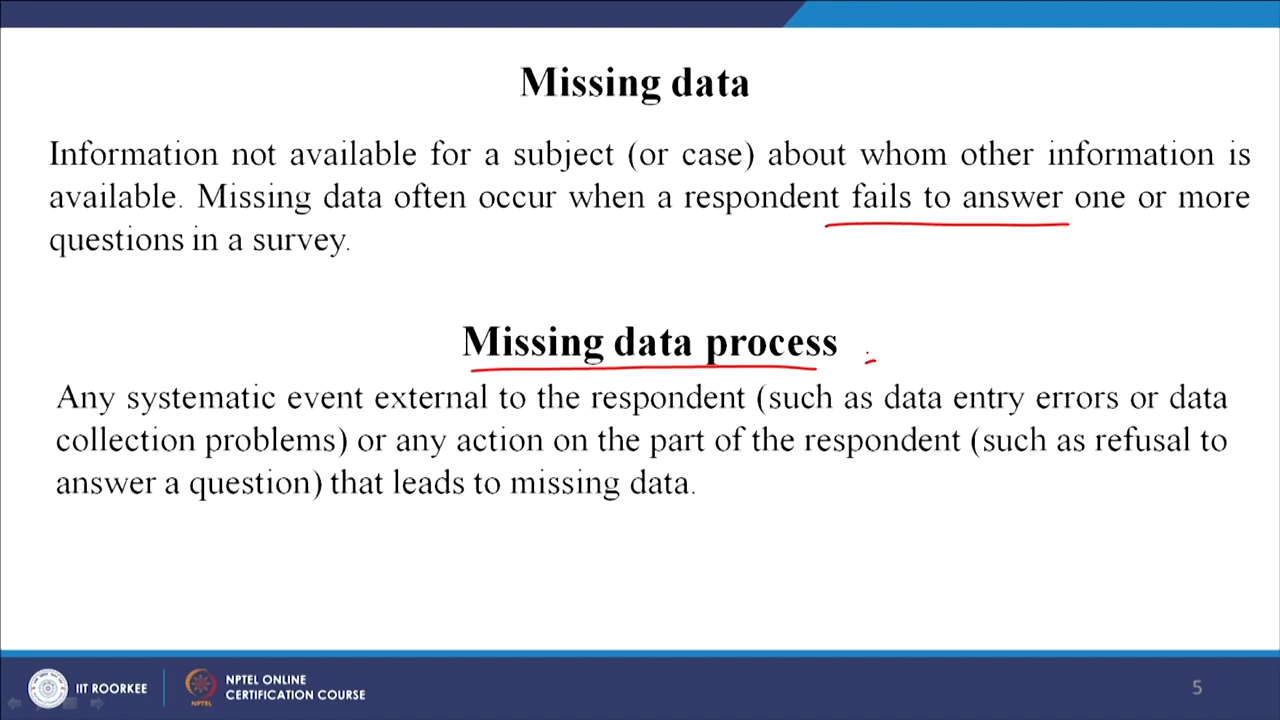 Missing data
Information not available for a subject (or case) about whom other information is
available. Missing data often occur when a respondent fails to answer one or more
questions in a survey.
Missing data process
Any systematic event external to the respondent (such as data entry errors or data
collection problems) or any action on the part of the respondent (such as refusal to
answer a question) that leads to missing data.
IIT ROORKEE
NPTEL
NPTEL ONLINE
CERTIFICATION COURSE
5